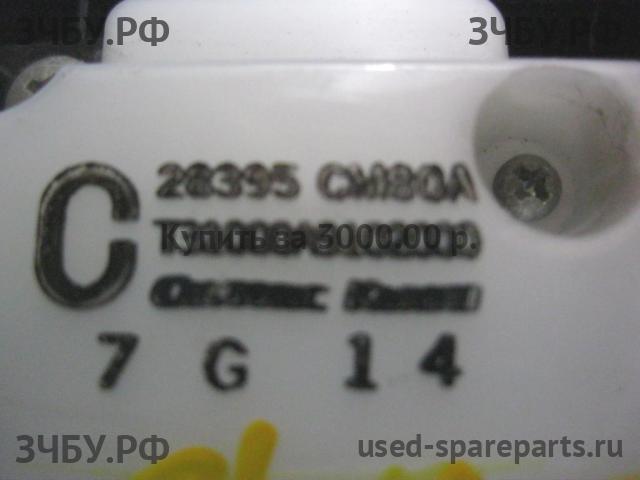 ЗЧБУ.РФ ЗЧБУ.РФ
C
28395 CM80A
Купить за 3000.00 р.
7 G 14
ЗЧБУ.РФ used-spareparts.ru